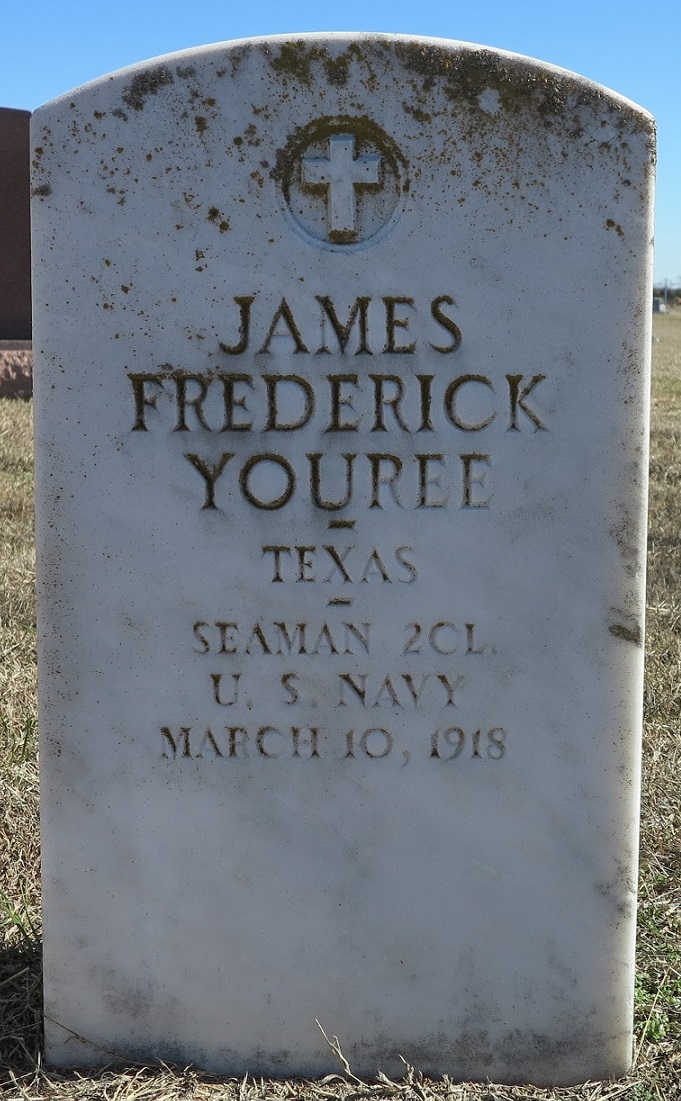 JAMES
FREDERICK
YOUREE
-
TEXAS
-
SEAMAN 2CL.
U. S. NAVY
MARCH 10, 1918